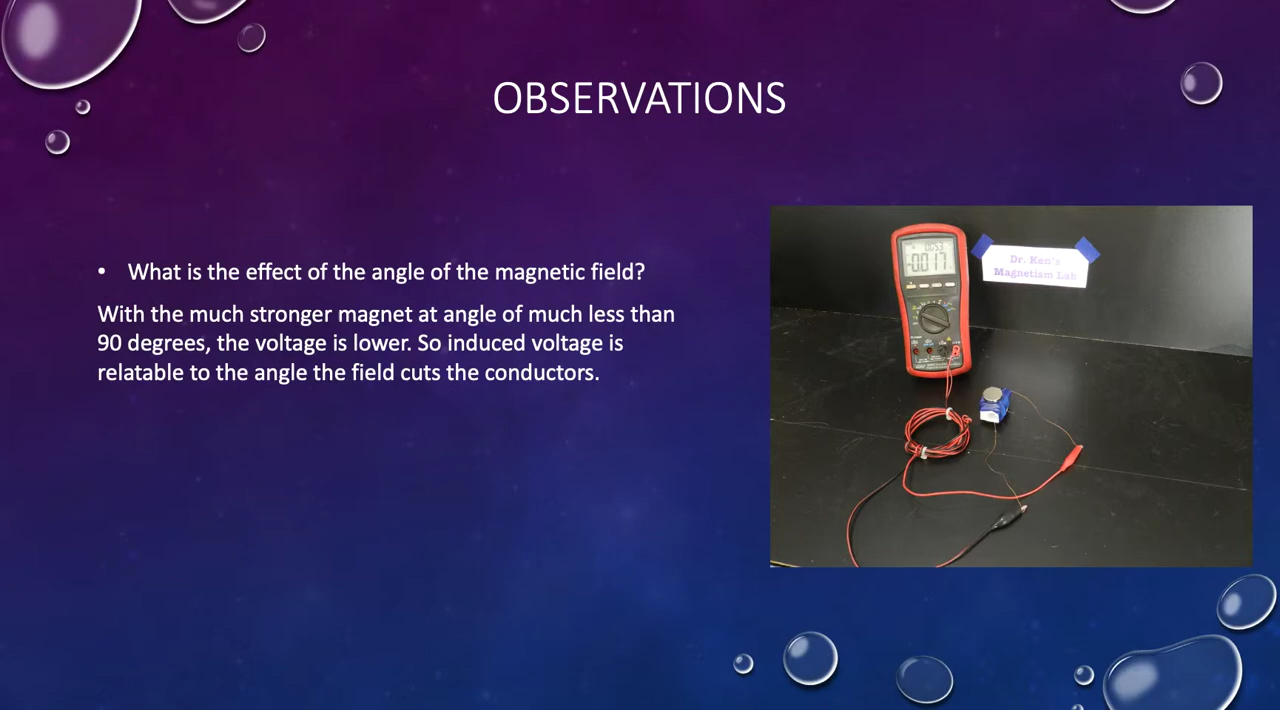 OBSERVATIONS
• What is the effect of the angle of the magnetic field?
With the much stronger magnet at angle of much less than
90 degrees, the voltage is lower. So induced voltage is
relatable to the angle the field cuts the conductors.
-0.017
Dr. Ken's
Magnetism Lab